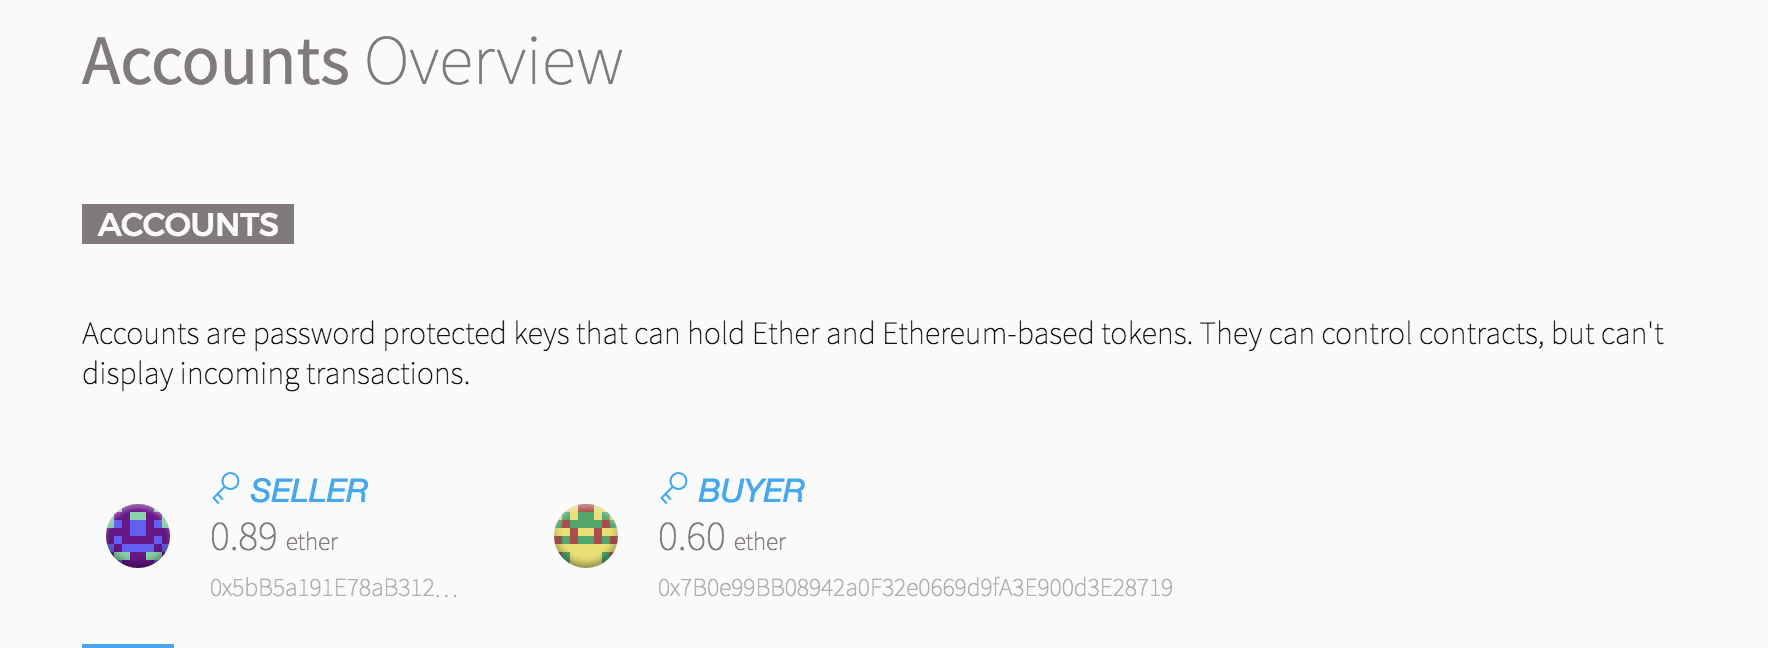 Accounts Overview
ACCOUNTS
Accounts are password protected keys that can hold Ether and Ethereum-based tokens. They can control contracts, but can't
display incoming transactions.
SELLER
0.89 ether
0x5bB5a191E78aB312...
BUYER
0.60 ether
0x7B0e99BB08942a0F32e0669d9fA3E900d3E28719